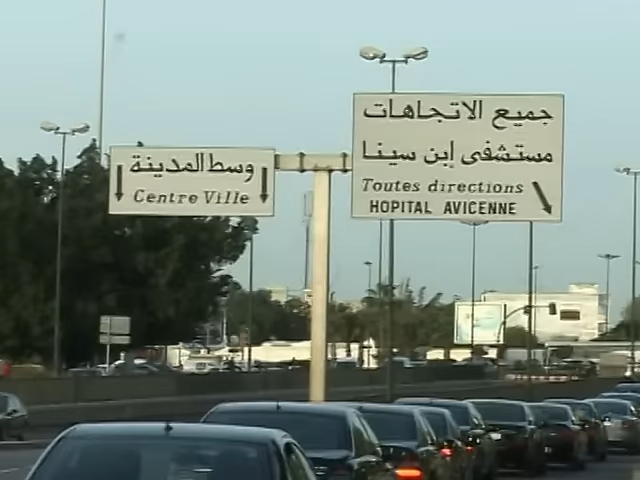 وسط المدينة
Centre Ville
جميع الاتجاهات
مستشفى إبن سينا
Toutes directions
HOPITAL AVICENNE